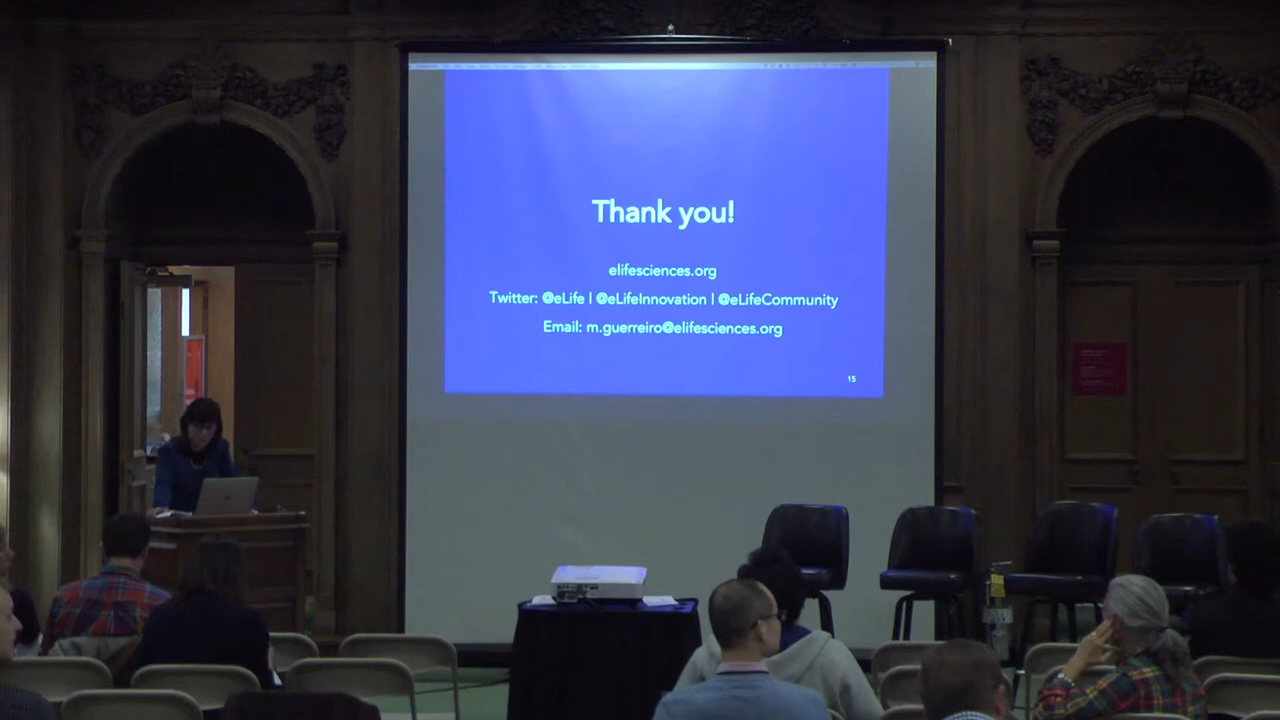 Thank you!
elifesciences.org
Twitter: @eLife | @eLifeInnovation | @eLifeCommunity
Email: m.guerreiro@elifesciences.org
15